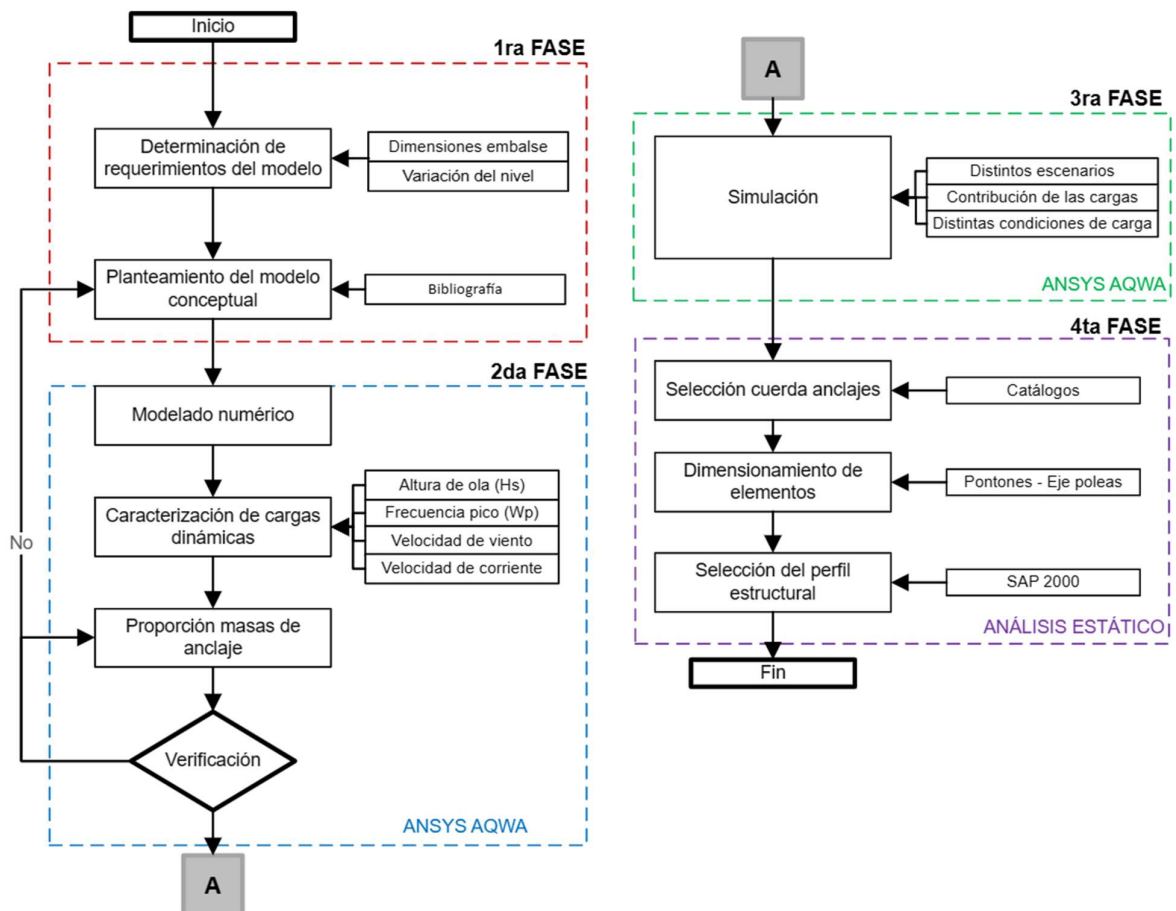 Inicio
1ra FASE
Determinación de
requerimientos del modelo
Dimensiones embalse
Variación del nivel
Planteamiento del modelo
conceptual
Bibliografía
2da FASE
Modelado numérico
Caracterización de cargas
dinámicas
Altura de ola (Hs)
Frecuencia pico (Wp)
Velocidad de viento
Velocidad de corriente
No
Proporción masas de
anclaje
Verificación
ANSYS AQWA
A
A
3ra FASE
Simulación
Distintos escenarios
Contribución de las cargas
Distintas condiciones de carga
ANSYS AQWA
4ta FASE
Selección cuerda anclajes
Catálogos
Dimensionamiento de
elementos
Pontones - Eje poleas
Selección del perfil
estructural
SAP 2000
ANÁLISIS ESTÁTICO
Fin